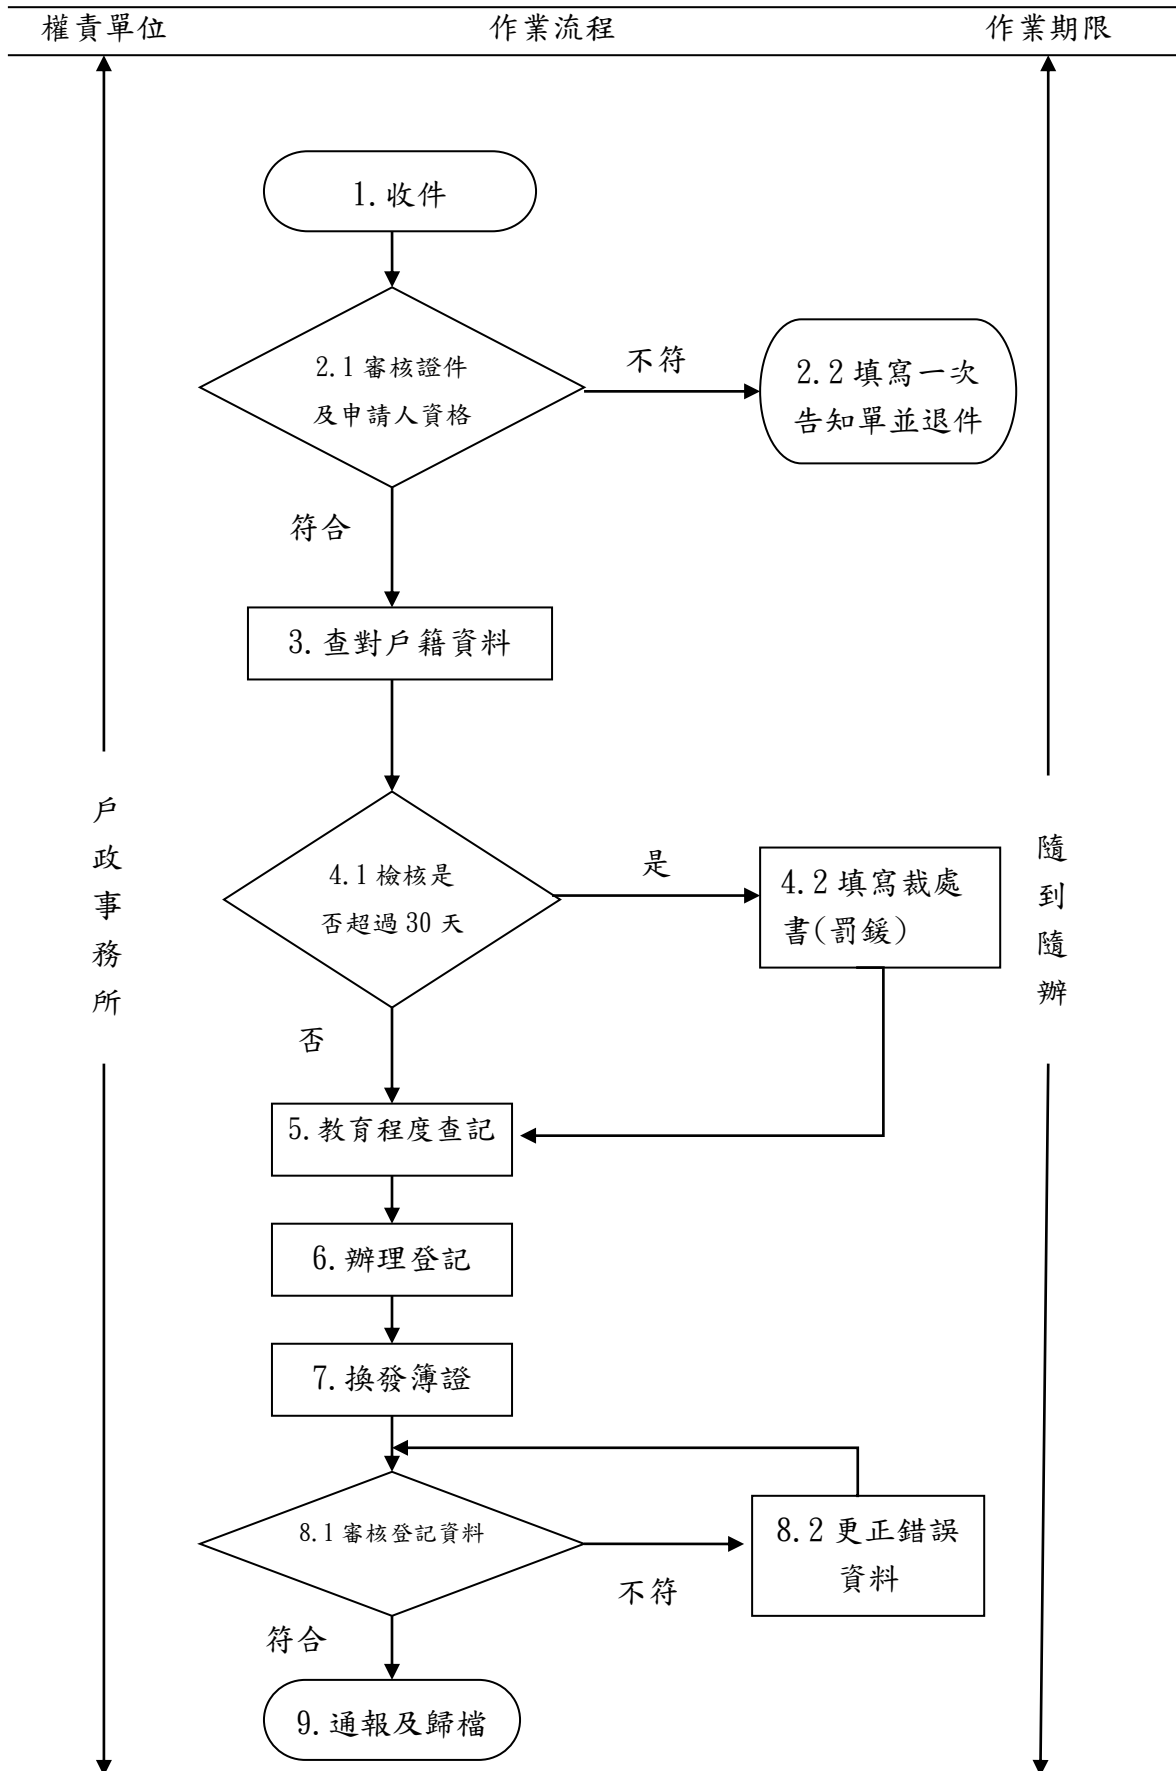 權責單位 作業流程 作業期限
1.收件
2.1 審核證件
及申請人資格
不符
2.2 填寫一次
告知單並退件
符合
3.查對戶籍資料
戶
政
事
務
所
4.1 檢核是
否超過 30 天
是
4.2 填寫裁處
書(罰鍰)
隨
到
隨
辦
否
5.教育程度查記
6.辦理登記
7.換發簿證
8.1 審核登記資料
不符
8.2 更正錯誤
資料
符合
9.通報及歸檔